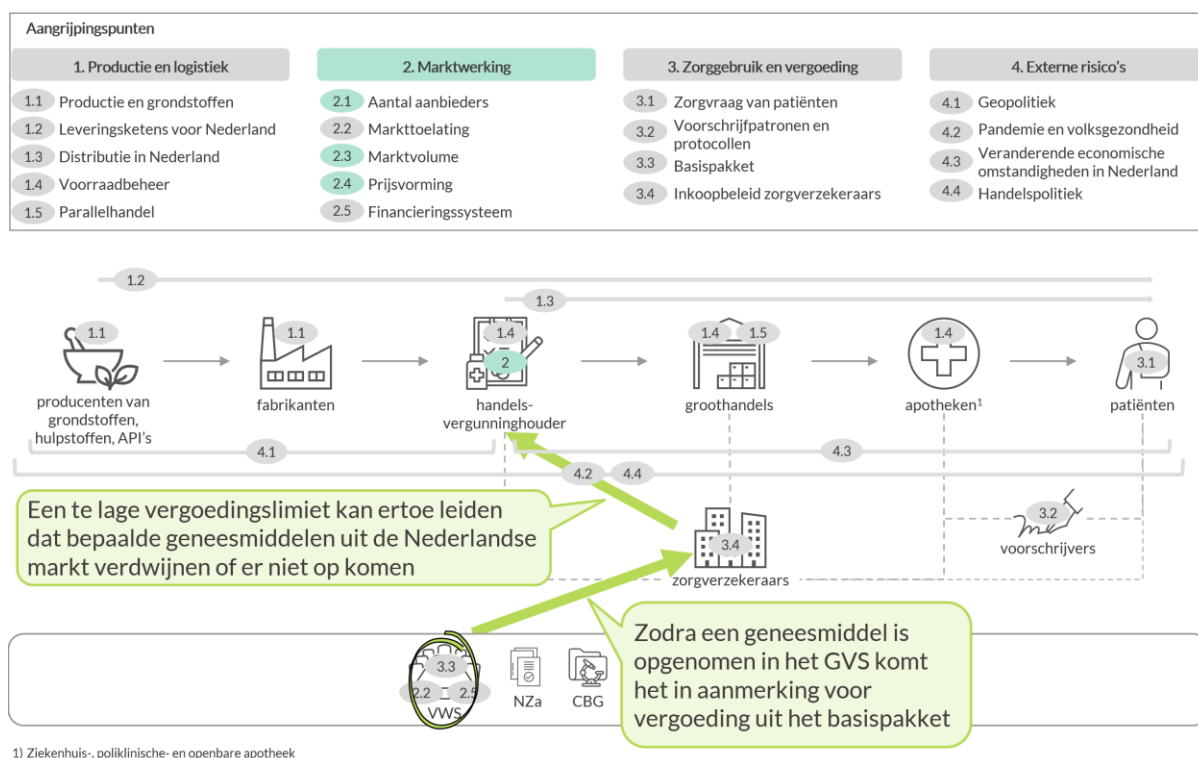 Aangrijpingspunten
1. Productie en logistiek
1.1 Productie en grondstoffen
1.2 Leveringsketens voor Nederland
1.3 Distributie in Nederland
1.4 Voorraadbeheer
1.5 Parallelhandel
2. Marktwerking
2.1 Aantal aanbieders
2.2 Markttoelating
2.3 Marktvolume
2.4 Prijsvorming
2.5 Financieringssysteem
3. Zorggebruik en vergoeding
3.1 Zorgvraag van patiënten
3.2 Voorschrijfpatronen en
protocollen
3.3 Basispakket
3.4 Inkoopbeleid zorgverzekeraars
4. Externe risico's
4.1 Geopolitiek
4.2 Pandemie en volksgezondheid
4.3 Veranderende economische
omstandigheden in Nederland
4.4 Handelspolitiek
1.2
1.3
1.1
1.1
1.4
2
1.4
1.5
1.4
3.1
producenten van
grondstoffen,
hulpstoffen, API's
fabrikanten
handels-
vergunninghouder
groothandels
apotheken¹
patiënten
4.1
4.3
4.2
4.4
Een te lage vergoedingslimiet kan ertoe leiden
dat bepaalde geneesmiddelen uit de Nederlandse
markt verdwijnen of er niet op komen
3.4
zorgverzekeraars
3.2
voorschrijvers
Zodra een geneesmiddel is
opgenomen in het GVS komt
het in aanmerking voor
vergoeding uit het basispakket
3.3
2.2
2.5
VWS
NZa
CBG
1) Ziekenhuis-, poliklinische- en openbare apotheek